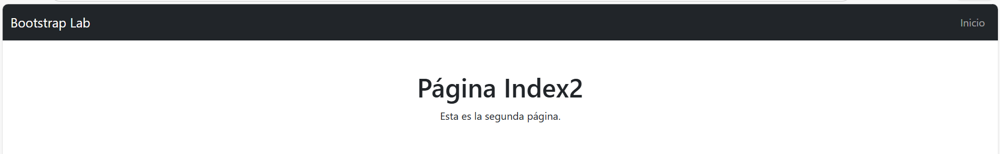 Bootstrap Lab
Inicio
Página Index2
Esta es la segunda página.